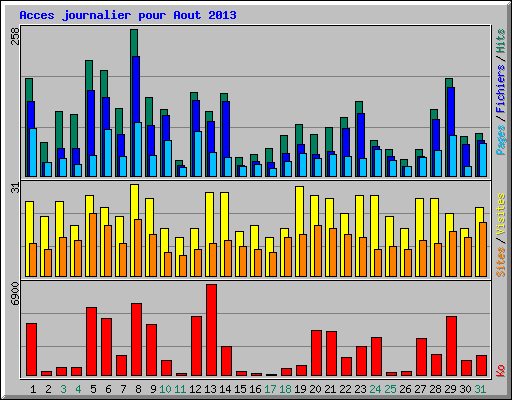 Acces journalier pour Aout 2013
258
Pages / Fichiers / Hits
31
Sites / Visites
6900
Ko
1 2 3 4 5 6 7 8 9 10 11 12 13 14 15 16 17 18 19 20 21 22 23 24 25 26 27 28 29 30 31